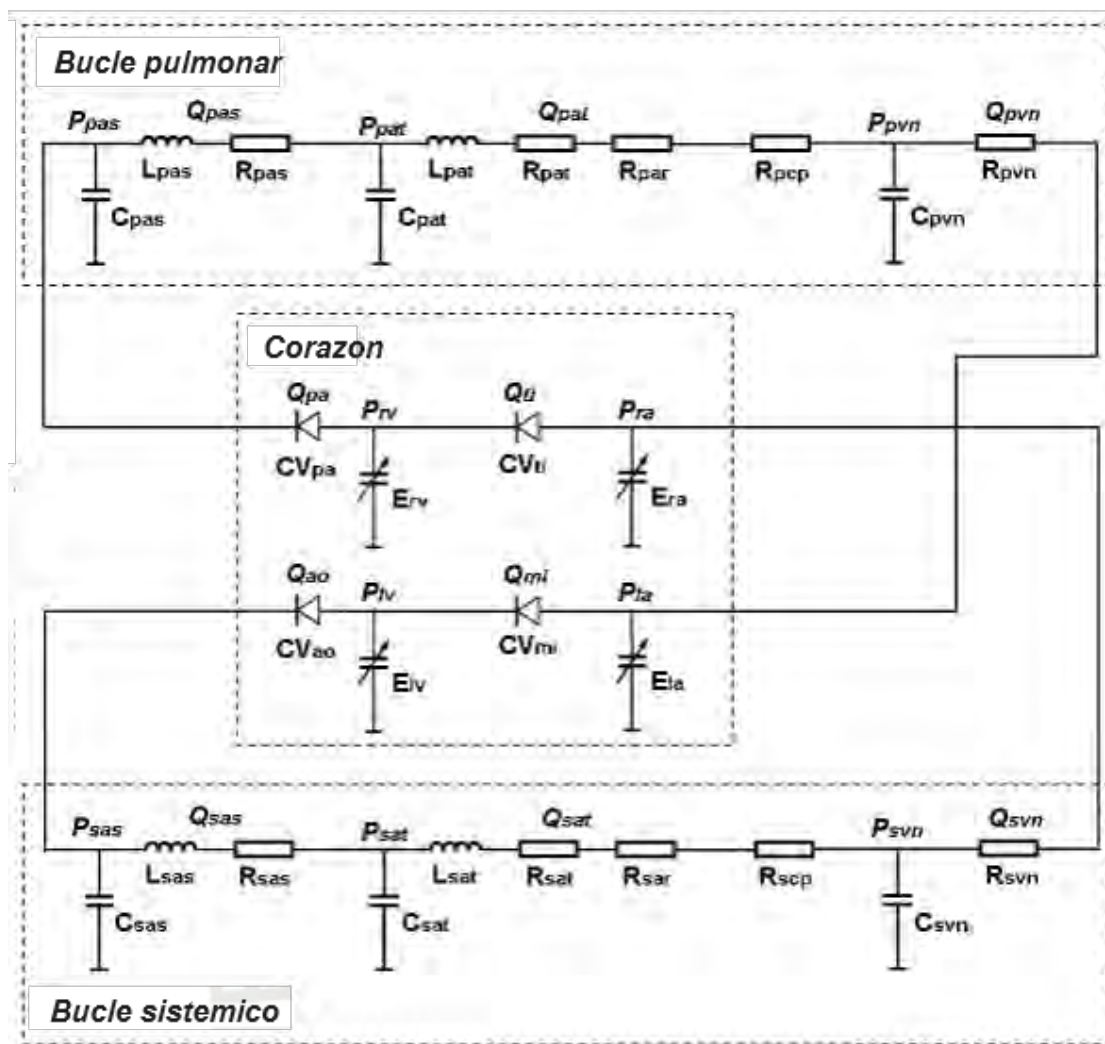 Bucle pulmonar
Ppas Qpas Ppat Qpat Ppvn Qpvn
Lpas Rpas Lpat Rpat Rpar Rpcp Rpvn
Cpas Cpat Cpvn
Corazon
Qpa Prv Qti Pra
CVpa CVti
Erv Era
Qao Plv Qmi Pla
CVao CVmi
Elv Ela
Psas Qsas Psat Qsat Psvn Qsvn
Lsas Rsas Lsat Rsat Rsar Rscp Rsvn
Csas Csat Csvn
Bucle sistemico